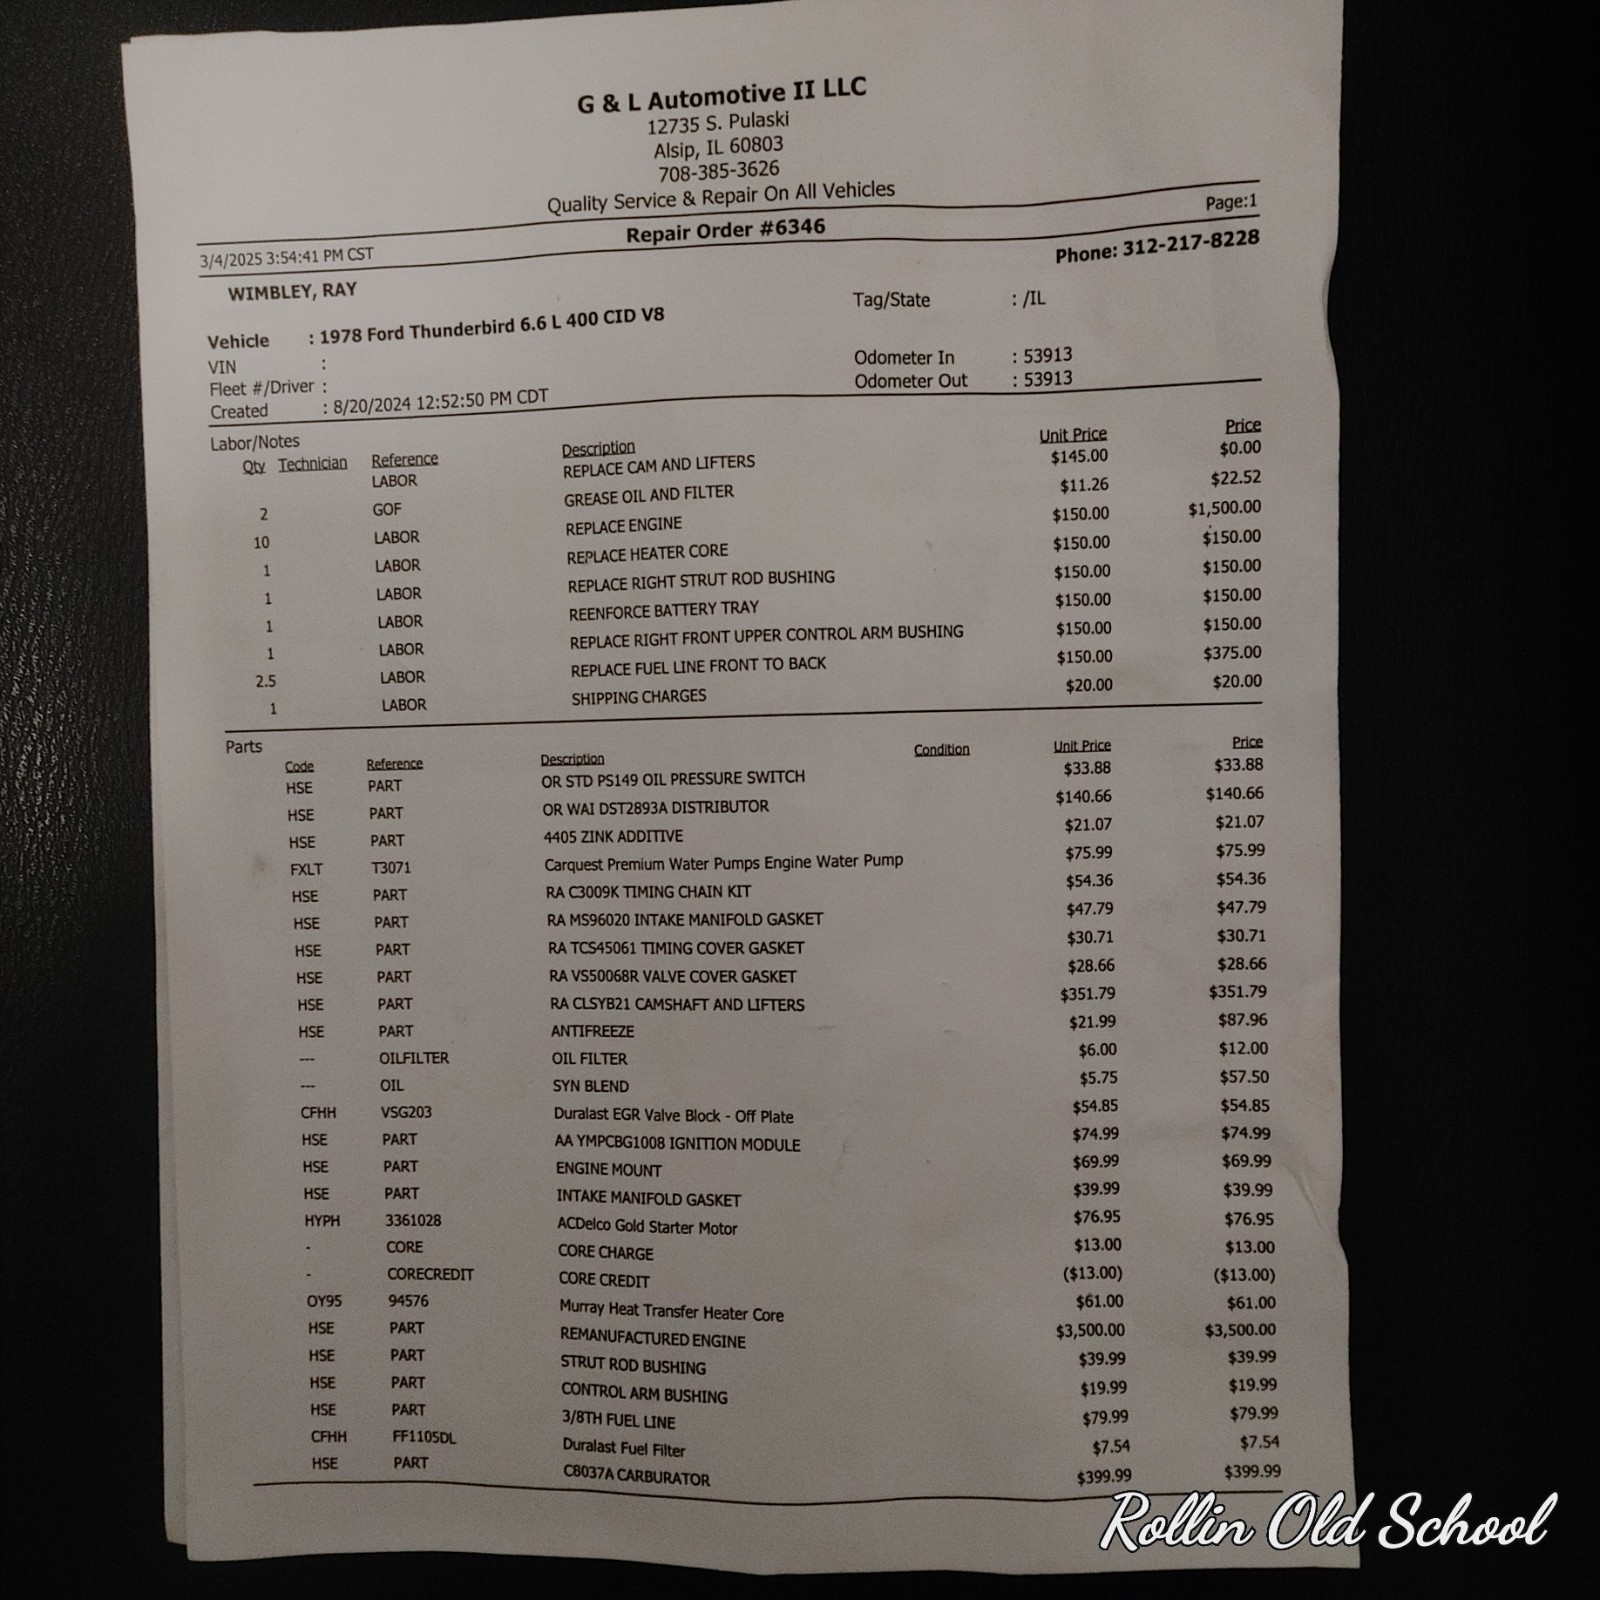 G & L Automotive II LLC
12735 S. Pulaski
Alsip, IL 60803
708-385-3626
Quality Service & Repair On All Vehicles
Page:1
Repair Order #6346
3/4/2025 3:54:41 PM CST
Phone: 312-217-8228
WIMBLEY, RAY
Tag/State : /IL
Vehicle : 1978 Ford Thunderbird 6.6 L 400 CID V8
VIN :
Odometer In : 53913
Fleet #/Driver :
Odometer Out : 53913
Created : 8/20/2024 12:52:50 PM CDT
Labor/Notes
Qty Technician Reference Description Unit Price Price
LABOR REPLACE CAM AND LIFTERS $145.00 $0.00
2 GOF GREASE OIL AND FILTER $11.26 $22.52
10 LABOR REPLACE ENGINE $150.00 $1,500.00
1 LABOR REPLACE HEATER CORE $150.00 $150.00
1 LABOR REPLACE RIGHT STRUT ROD BUSHING $150.00 $150.00
1 LABOR REENFORCE BATTERY TRAY $150.00 $150.00
1 LABOR REPLACE RIGHT FRONT UPPER CONTROL ARM BUSHING $150.00 $150.00
2.5 LABOR REPLACE FUEL LINE FRONT TO BACK $150.00 $375.00
1 LABOR SHIPPING CHARGES $20.00 $20.00
Parts
Code Reference Description Condition Unit Price Price
HSE PART OR STD PS149 OIL PRESSURE SWITCH $33.88 $33.88
HSE PART OR WAI DST2893A DISTRIBUTOR $140.66 $140.66
HSE PART 4405 ZINK ADDITIVE $21.07 $21.07
FXLT T3071 Carquest Premium Water Pumps Engine Water Pump $75.99 $75.99
HSE PART RA C3009K TIMING CHAIN KIT $54.36 $54.36
HSE PART RA MS96020 INTAKE MANIFOLD GASKET $47.79 $47.79
HSE PART RA TCS45061 TIMING COVER GASKET $30.71 $30.71
HSE PART RA VS50068R VALVE COVER GASKET $28.66 $28.66
HSE PART RA CLSYB21 CAMSHAFT AND LIFTERS $351.79 $351.79
HSE PART ANTIFREEZE $21.99 $87.96
--- OILFILTER OIL FILTER $6.00 $12.00
--- OIL SYN BLEND $5.75 $57.50
CFHH VSG203 Duralast EGR Valve Block - Off Plate $54.85 $54.85
HSE PART AA YMPCBG1008 IGNITION MODULE $74.99 $74.99
HSE PART ENGINE MOUNT $69.99 $69.99
HSE PART INTAKE MANIFOLD GASKET $39.99 $39.99
HYPH 3361028 ACDelco Gold Starter Motor $76.95 $76.95
- CORE CORE CHARGE $13.00 $13.00
- CORECREDIT CORE CREDIT ($13.00) ($13.00)
OY95 94576 Murray Heat Transfer Heater Core $61.00 $61.00
HSE PART REMANUFACTURED ENGINE $3,500.00 $3,500.00
HSE PART STRUT ROD BUSHING $39.99 $39.99
HSE PART CONTROL ARM BUSHING $19.99 $19.99
HSE PART 3/8TH FUEL LINE $79.99 $79.99
CFHH FF1105DL Duralast Fuel Filter $7.54 $7.54
HSE PART C8037A CARBURATOR $399.99 $399.99
Rollin Old School